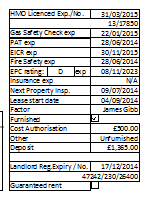 HMO Licenced Exp./No. 31/03/2015
13/17850
Gas Safety Check exp 22/01/2015
PAT exp 28/06/2014
EICR exp 30/11/2015
Fire Safety exp 28/06/2014
EPC rating: D exp 08/11/2023
Insurance exp N/A
Next Property Insp. 09/07/2014
Lease start date 04/09/2014
Factor James Gibb
Furnished
Cost Authorisation £500.00
Other Unfurnished
Deposit £1,365.00
Landlord Reg.Expiry / No. 17/12/2014
47242/230/26400
Guaranteed rent